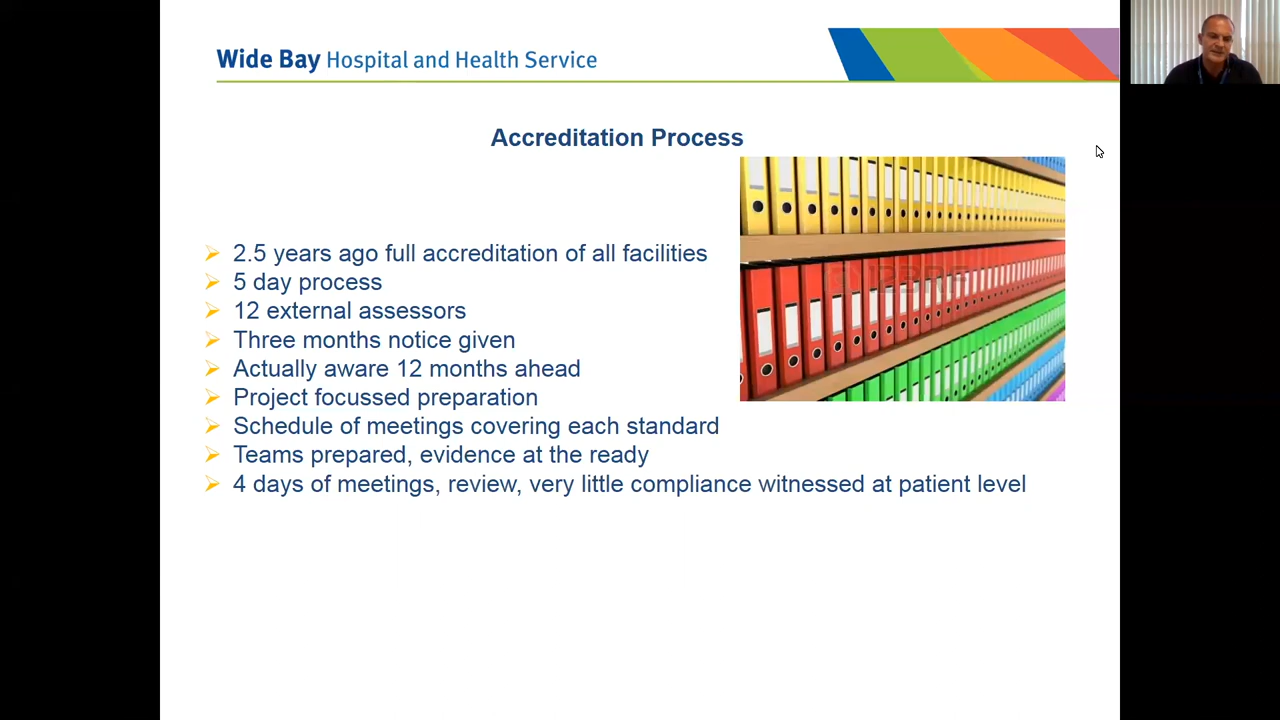 Wide Bay Hospital and Health Service
Accreditation Process
2.5 years ago full accreditation of all facilities
5 day process
12 external assessors
Three months notice given
Actually aware 12 months ahead
Project focussed preparation
Schedule of meetings covering each standard
Teams prepared, evidence at the ready
4 days of meetings, review, very little compliance witnessed at patient level
123RF